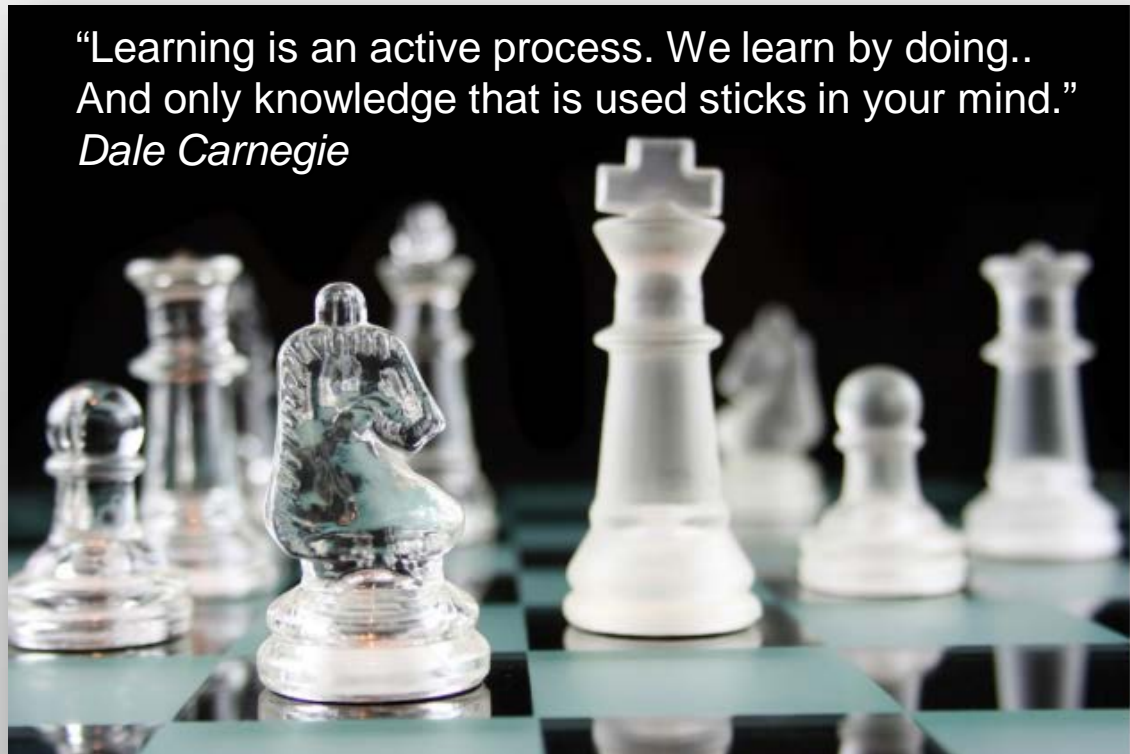 “Learning is an active process. We learn by doing..
And only knowledge that is used sticks in your mind.”
Dale Carnegie